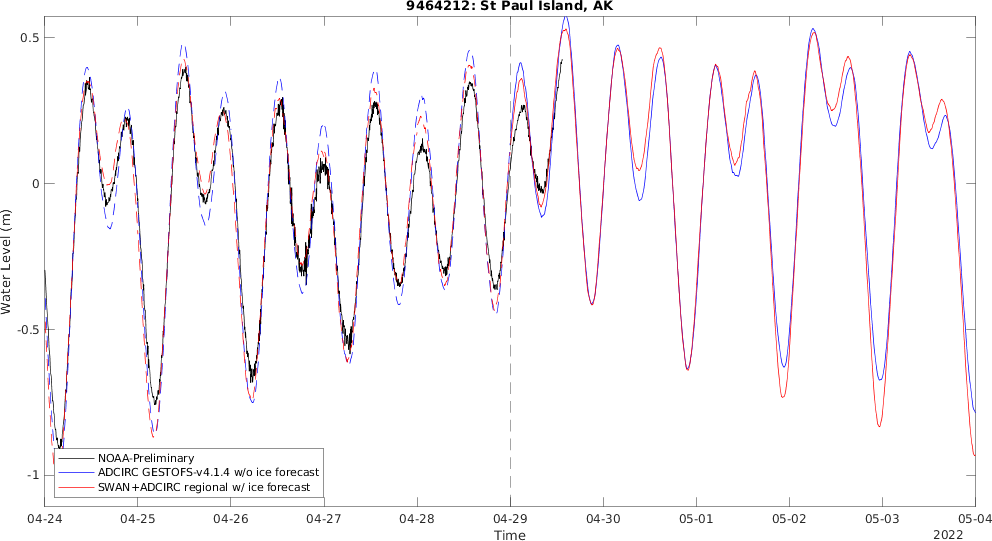 9464212: St Paul Island, AK
Water Level (m)
0.5
0
-0.5
-1
NOAA-Preliminary
ADCIRC GESTOFS-v4.1.4 w/o ice forecast
SWAN+ADCIRC regional w/ ice forecast
04-24 04-25 04-26 04-27 04-28 04-29 04-30 05-01 05-02 05-03 05-04
Time
2022